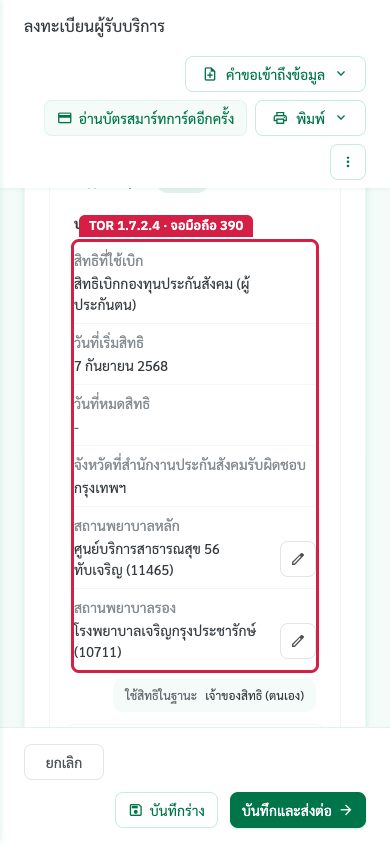 ลงทะเบียนผู้รับบริการ
คำขอเข้าถึงข้อมูล
อ่านบัตรสมาร์ทการ์ดอีกครั้ง
พิมพ์
TOR 1.7.2.4 · จอมือถือ 390
สิทธิที่ใช้เบิก
สิทธิเบิกกองทุนประกันสังคม (ผู้
ประกันตน)
วันที่เริ่มสิทธิ
7 กันยายน 2568
วันที่หมดสิทธิ
-
จังหวัดที่สำนักงานประกันสังคมรับผิดชอบ
กรุงเทพฯ
สถานพยาบาลหลัก
ศูนย์บริการสาธารณสุข 56
ทับเจริญ (11465)
สถานพยาบาลรอง
โรงพยาบาลเจริญกรุงประชารักษ์
(10711)
ใช้สิทธิในฐานะ เจ้าของสิทธิ (ตนเอง)
ยกเลิก
บันทึกร่าง
บันทึกและส่งต่อ